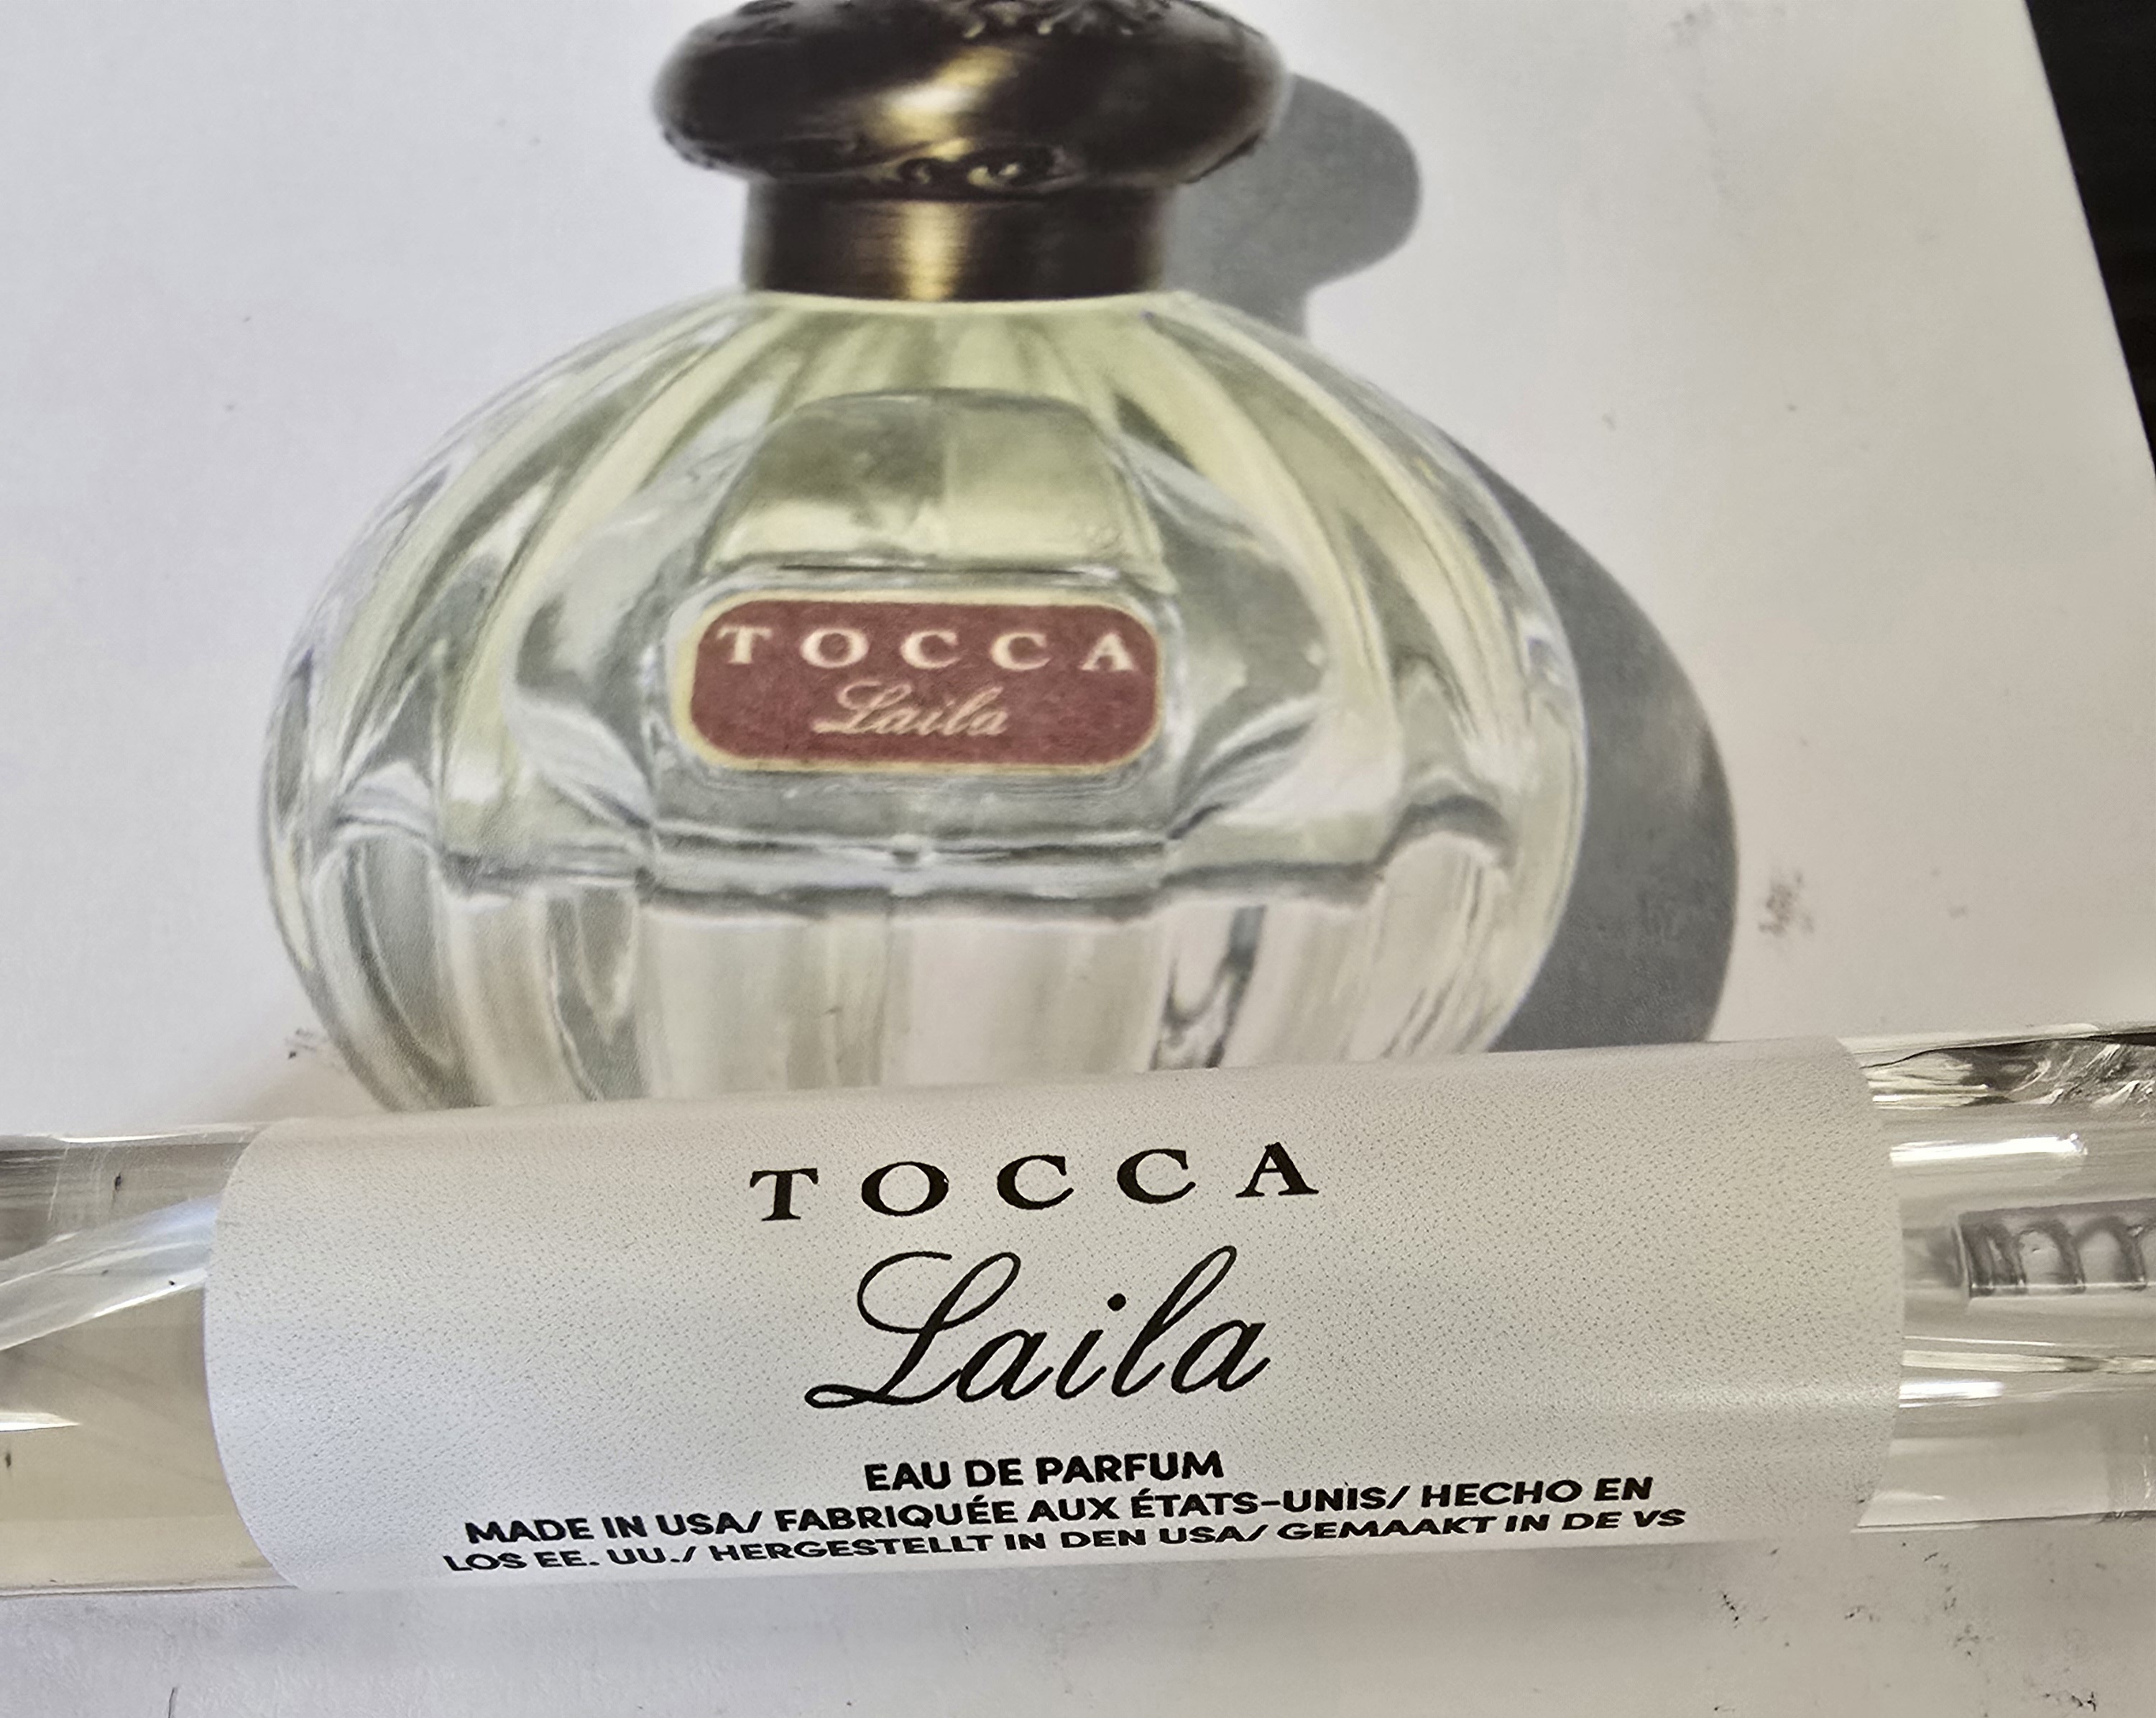 TOCCA
Laila
TOCCA
Laila
EAU DE PARFUM
MADE IN USA/ FABRIQUÉE AUX ÉTATS-UNIS/ HECHO EN
LOS EE. UU./ HERGESTELLT IN DEN USA/ GEMAAKT IN DE VS